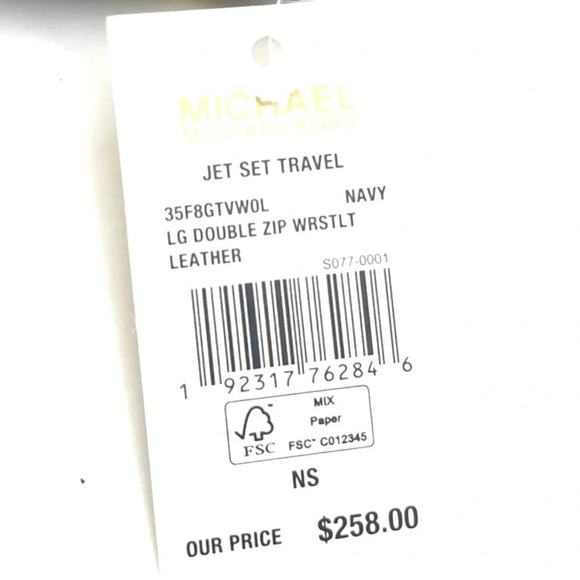 MICHAEL
MICHAEL KORS
JET SET TRAVEL
35F8GTVW0L NAVY
LG DOUBLE ZIP WRSTLT
LEATHER
S077-0001
1 92317 76284 6
MIX
Paper
FSC FSC™ C012345
NS
OUR PRICE $258.00